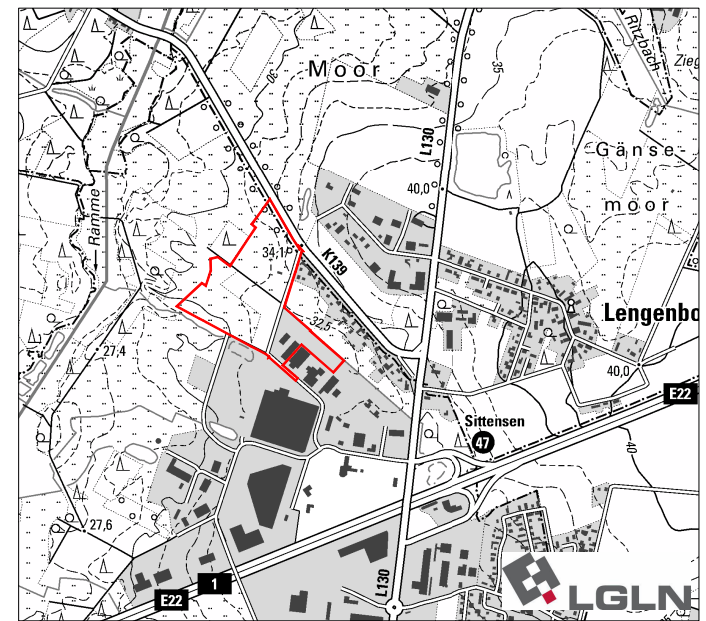 Ritzbach
Zieg
Moor
30
35
L130
Gänse-
moor
40,0
Ramme
34,1
K139
32,5
Lengenbo
27,4
40,0
E22
Sittensen
47
40
27,6
1
E22
L130
LGLN